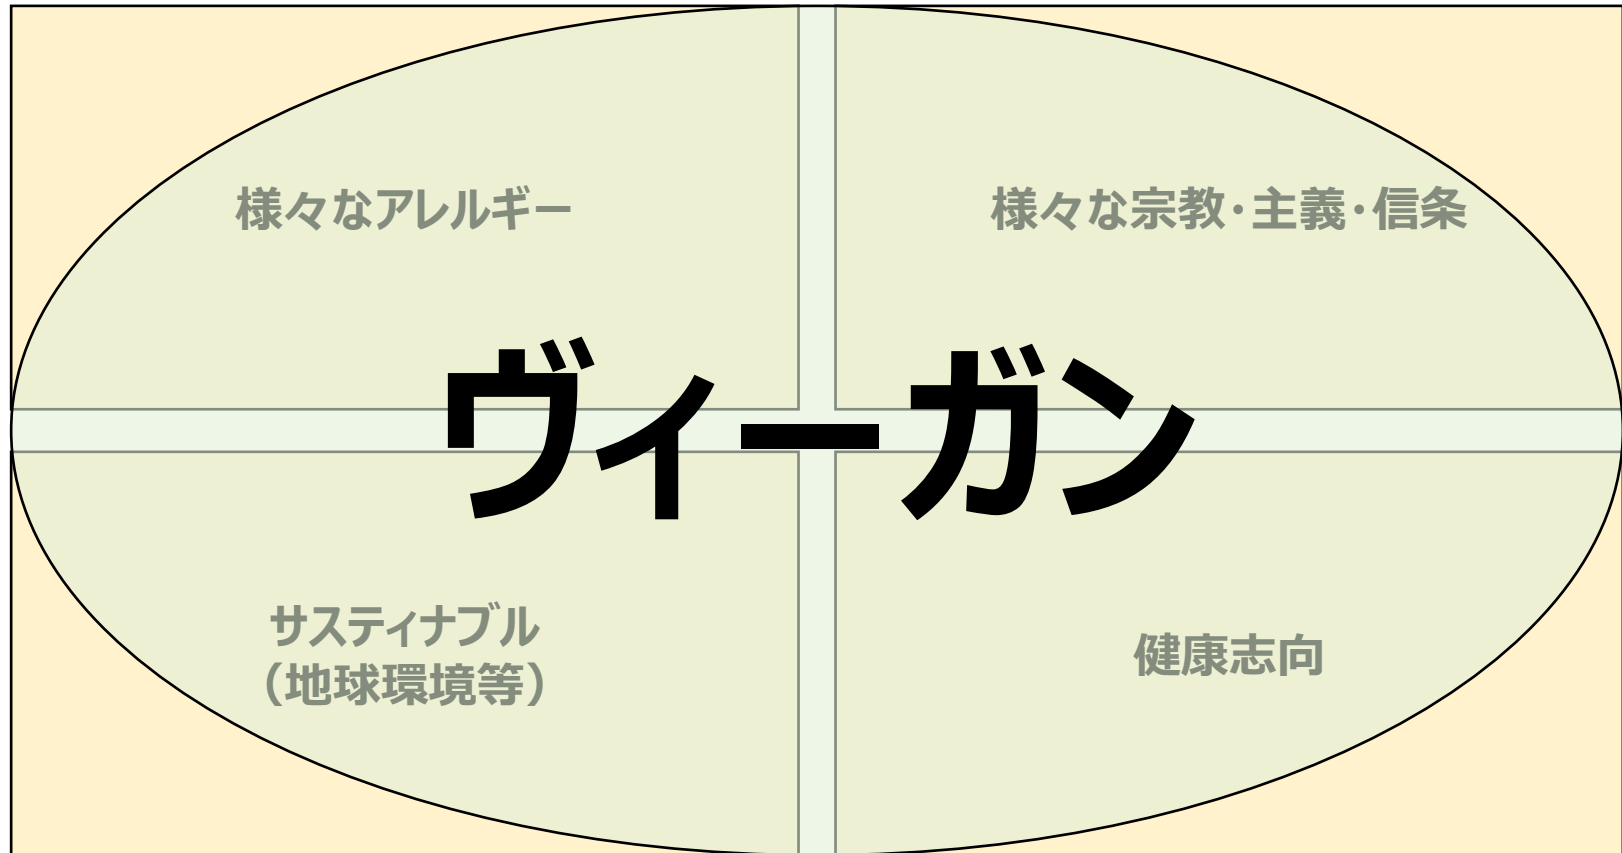 様々なアレルギー
様々な宗教・主義・信条
ヴィーガン
サスティナブル
（地球環境等）
健康志向